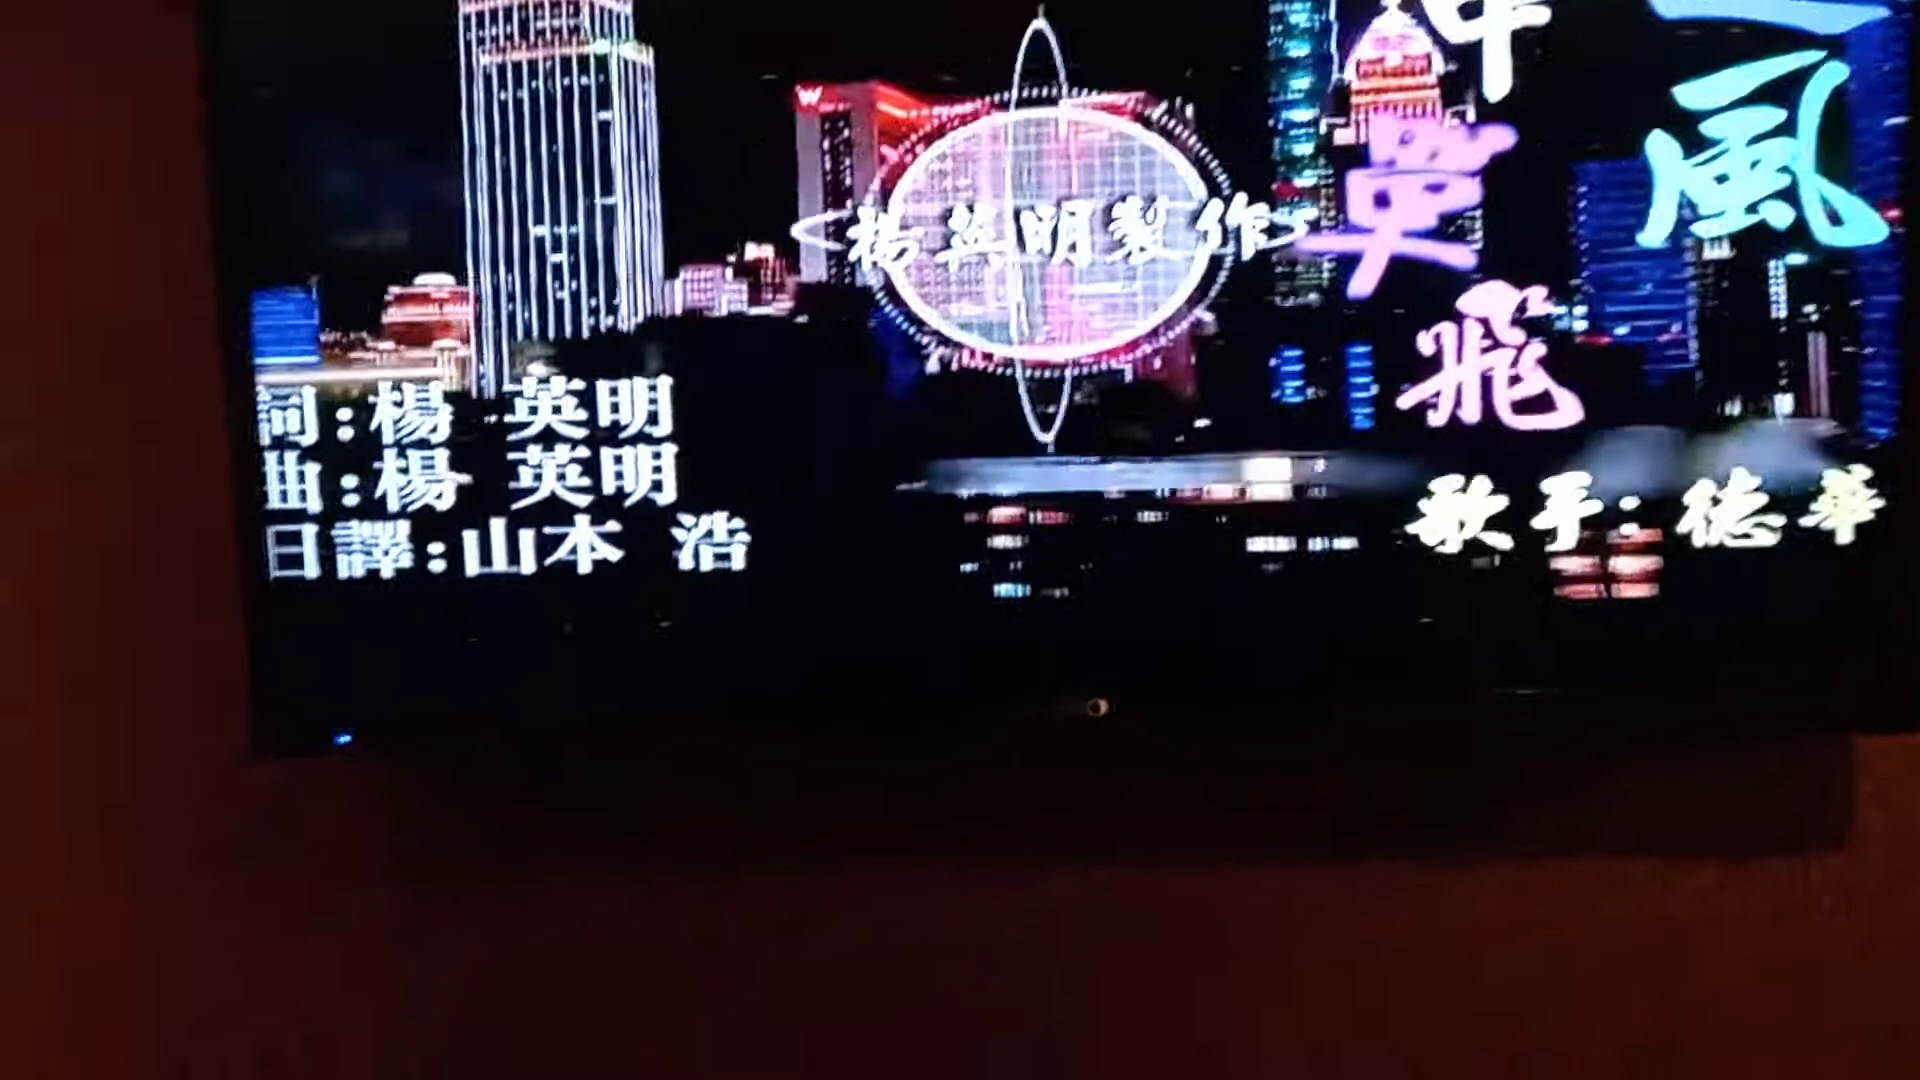 楊英明製作
風
英
飛
詞:楊 英明
曲:楊 英明
日譯:山本 浩
歌手:德華
W